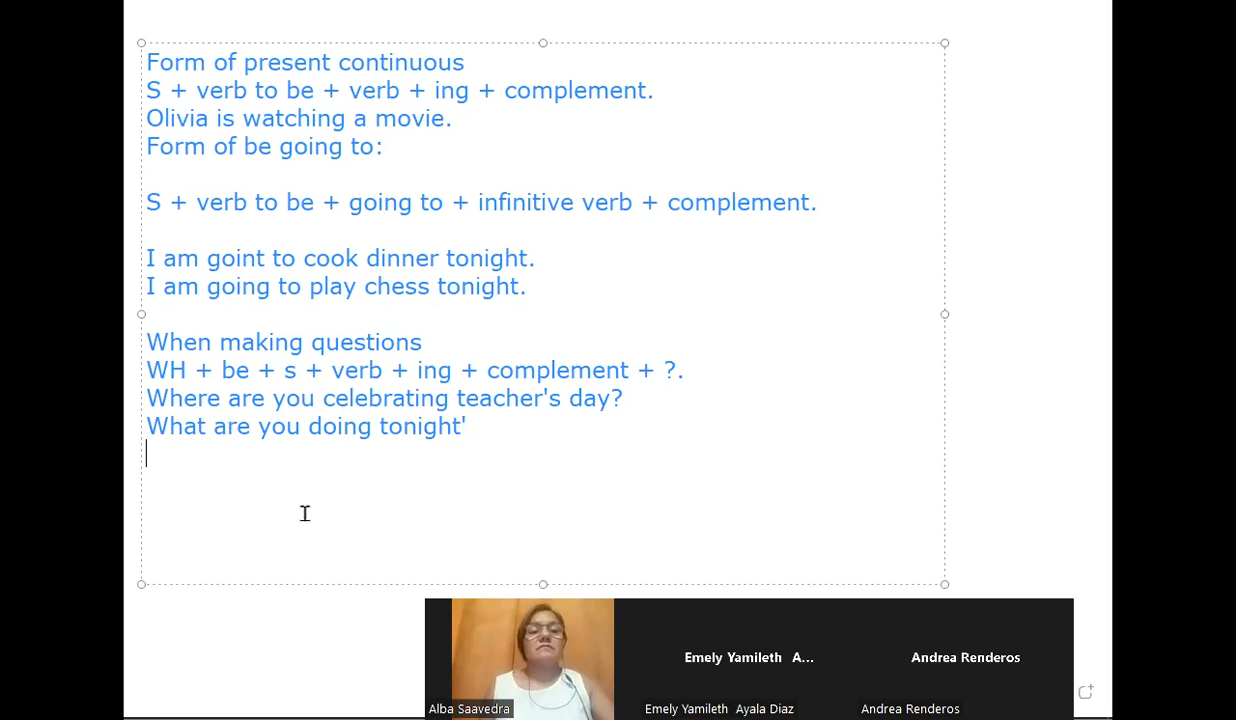 Form of present continuous
S + verb to be + verb + ing + complement.
Olivia is watching a movie.
Form of be going to:
S + verb to be + going to + infinitive verb + complement.
I am goint to cook dinner tonight.
I am going to play chess tonight.
When making questions
WH + be + s + verb + ing + complement + ?.
Where are you celebrating teacher's day?
What are you doing tonight'
Emely Yamileth A...
Andrea Renderos
Alba Saavedra
Emely Yamileth Ayala Diaz
Andrea Renderos